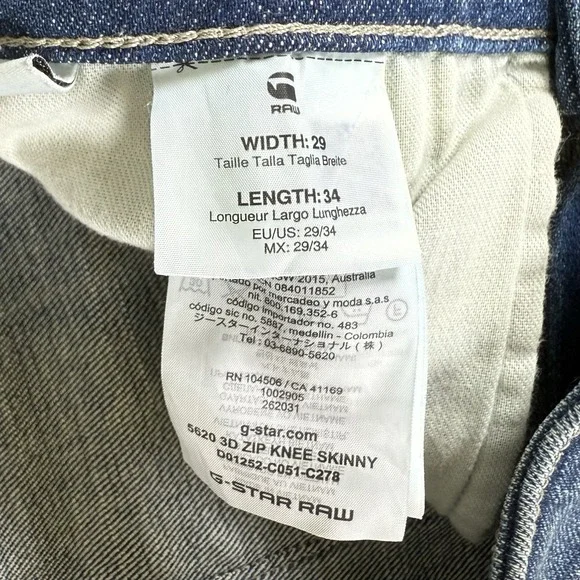 RAW
WIDTH: 29
Taille Talla Taglia Breite
LENGTH: 34
Longueur Largo Lunghezza
EU/US: 29/34
MX: 29/34
NSW 2015, Australia
084011852
por mercadeo y moda s.a.s
nit. 800.169.352-6
código importador no. 483
código sic no. 5887, medellin - Colombia
ジースターインターナショナル(株)
Tel : 03-6890-5620
RN 104506 / CA 41169
1002905
262031
g-star.com
5620 3D ZIP KNEE SKINNY
D01252-C051-C278
G-STAR RAW